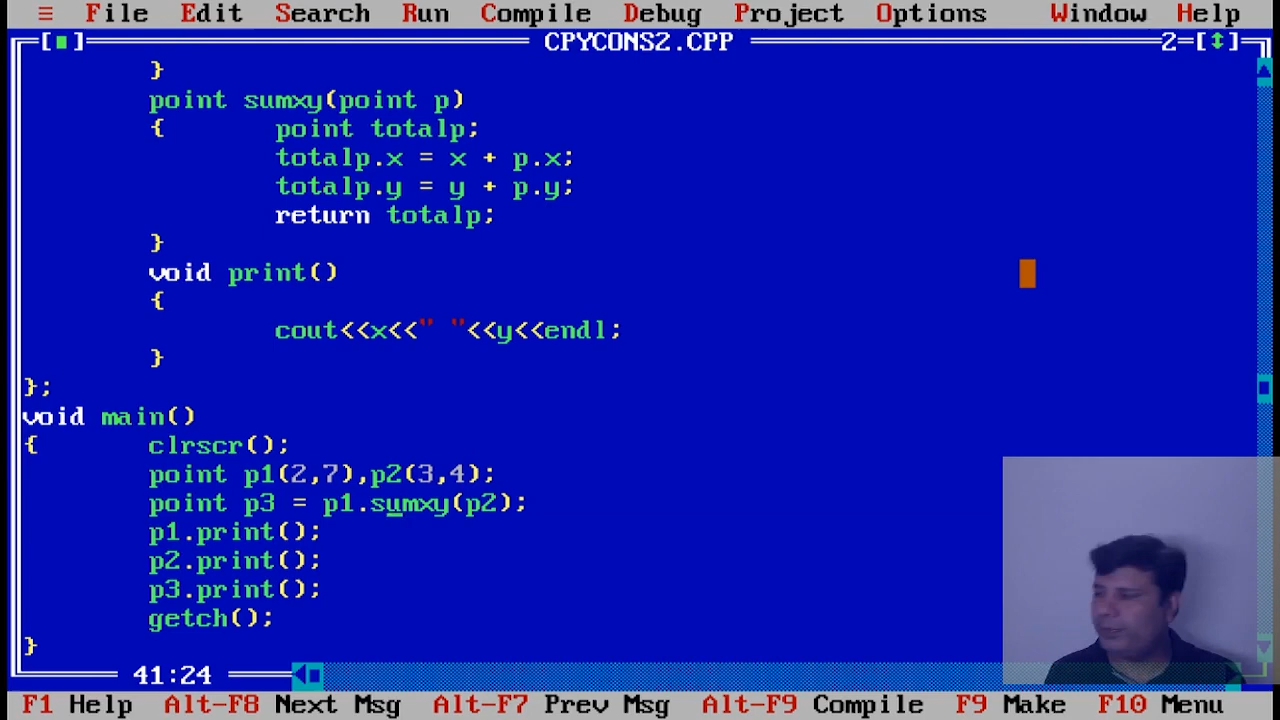 ≡ File Edit Search Run Compile Debug Project Options Window Help
[■] CPYCONS2.CPP 2=[↕]
}
point sumxy(point p)
{ point totalp;
totalp.x = x + p.x;
totalp.y = y + p.y;
return totalp;
}
void print()
{
cout<<x<<" "<<y<<endl;
}
};
void main()
{ clrscr();
point p1(2,7),p2(3,4);
point p3 = p1.sumxy(p2);
p1.print();
p2.print();
p3.print();
getch();
}
41:24
F1 Help Alt-F8 Next Msg Alt-F7 Prev Msg Alt-F9 Compile F9 Make F10 Menu